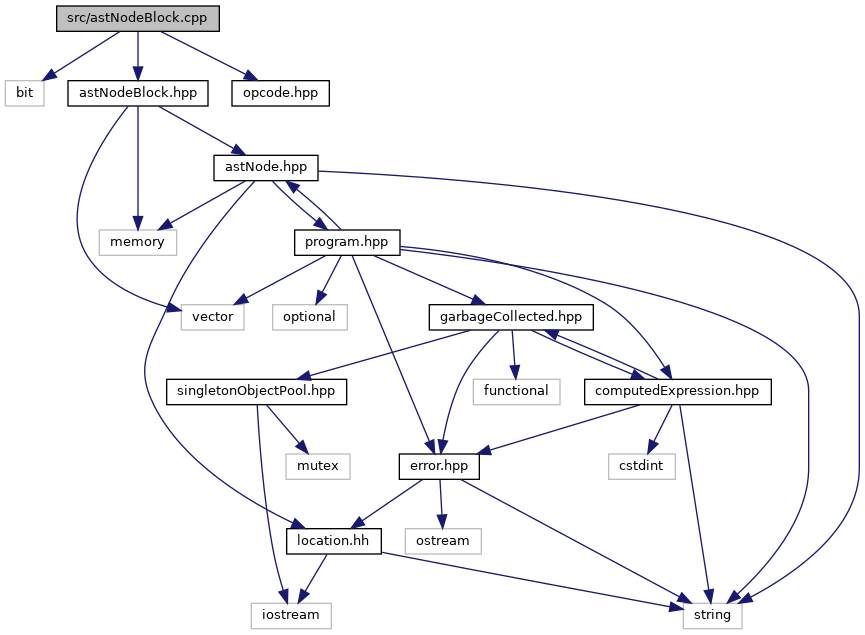 src/astNodeBlock.cpp
bit
astNodeBlock.hpp
opcode.hpp
astNode.hpp
memory
program.hpp
vector
optional
garbageCollected.hpp
singletonObjectPool.hpp
functional
computedExpression.hpp
mutex
error.hpp
cstdint
location.hh
ostream
iostream
string